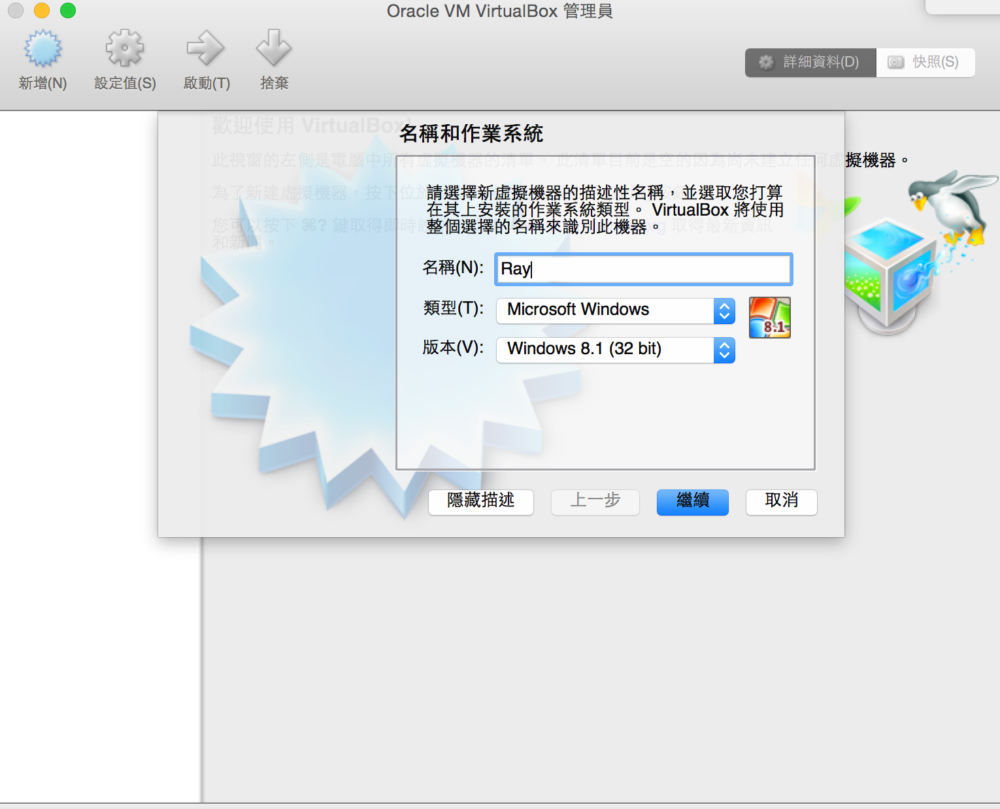 Oracle VM VirtualBox 管理員
新增(N)
設定值(S)
啟動(T)
捨棄
詳細資料(D)
快照(S)
歡迎使用 VirtualBox!
名稱和作業系統
此視窗的左側是電腦中所有虛擬機器的清單。 此清單目前是空的因為尚未建立任何虛擬機器。
為了新建虛擬機器，按下位於
請選擇新虛擬機器的描述性名稱，並選取您打算
在其上安裝的作業系統類型。 VirtualBox 將使用
整個選擇的名稱來識別此機器。
您可以按下 ⌘? 鍵取得即時 取得最新資訊
和新聞。
名稱(N):
Ray
類型(T):
Microsoft Windows
8.1
版本(V):
Windows 8.1 (32 bit)
隱藏描述
上一步
繼續
取消